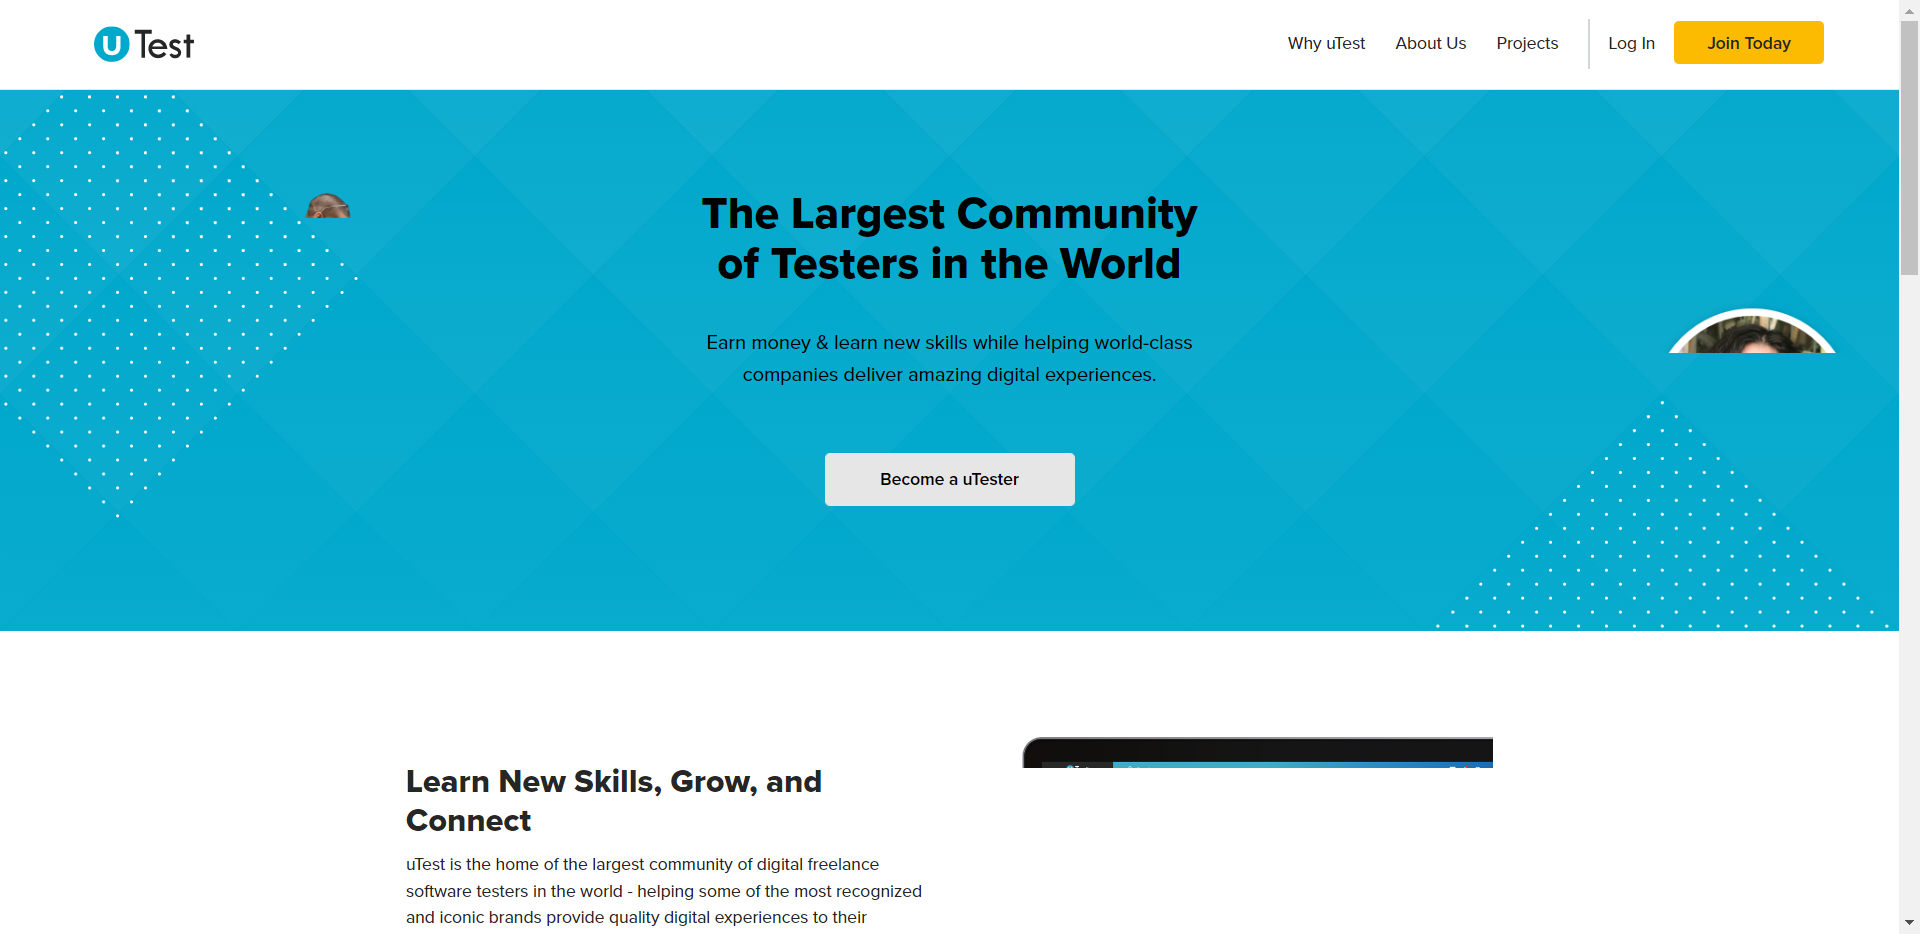 u Test
Why uTest
About Us
Projects
Log In
Join Today
The Largest Community
of Testers in the World
Earn money & learn new skills while helping world-class
companies deliver amazing digital experiences.
Become a uTester
Learn New Skills, Grow, and
Connect
uTest is the home of the largest community of digital freelance
software testers in the world - helping some of the most recognized
and iconic brands provide quality digital experiences to their